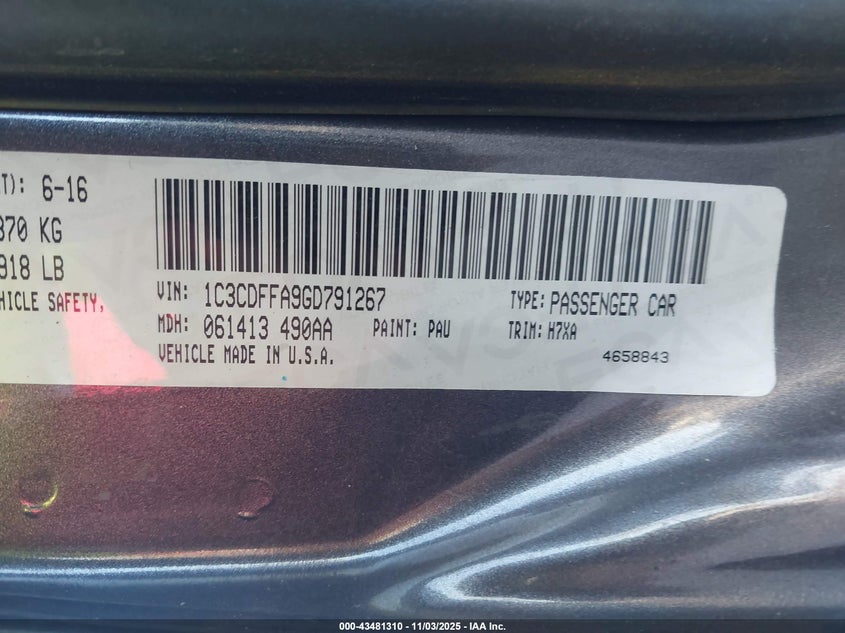 T): 6-16
870 KG
918 LB
HICLE SAFETY,
VIN: 1C3CDFFA9GD791267
TYPE: PASSENGER CAR
MDH: 061413 490AA
PAINT: PAU
TRIM: H7XA
VEHICLE MADE IN U.S.A.
4658843
000-43481310 - 11/03/2025 - IAA Inc.